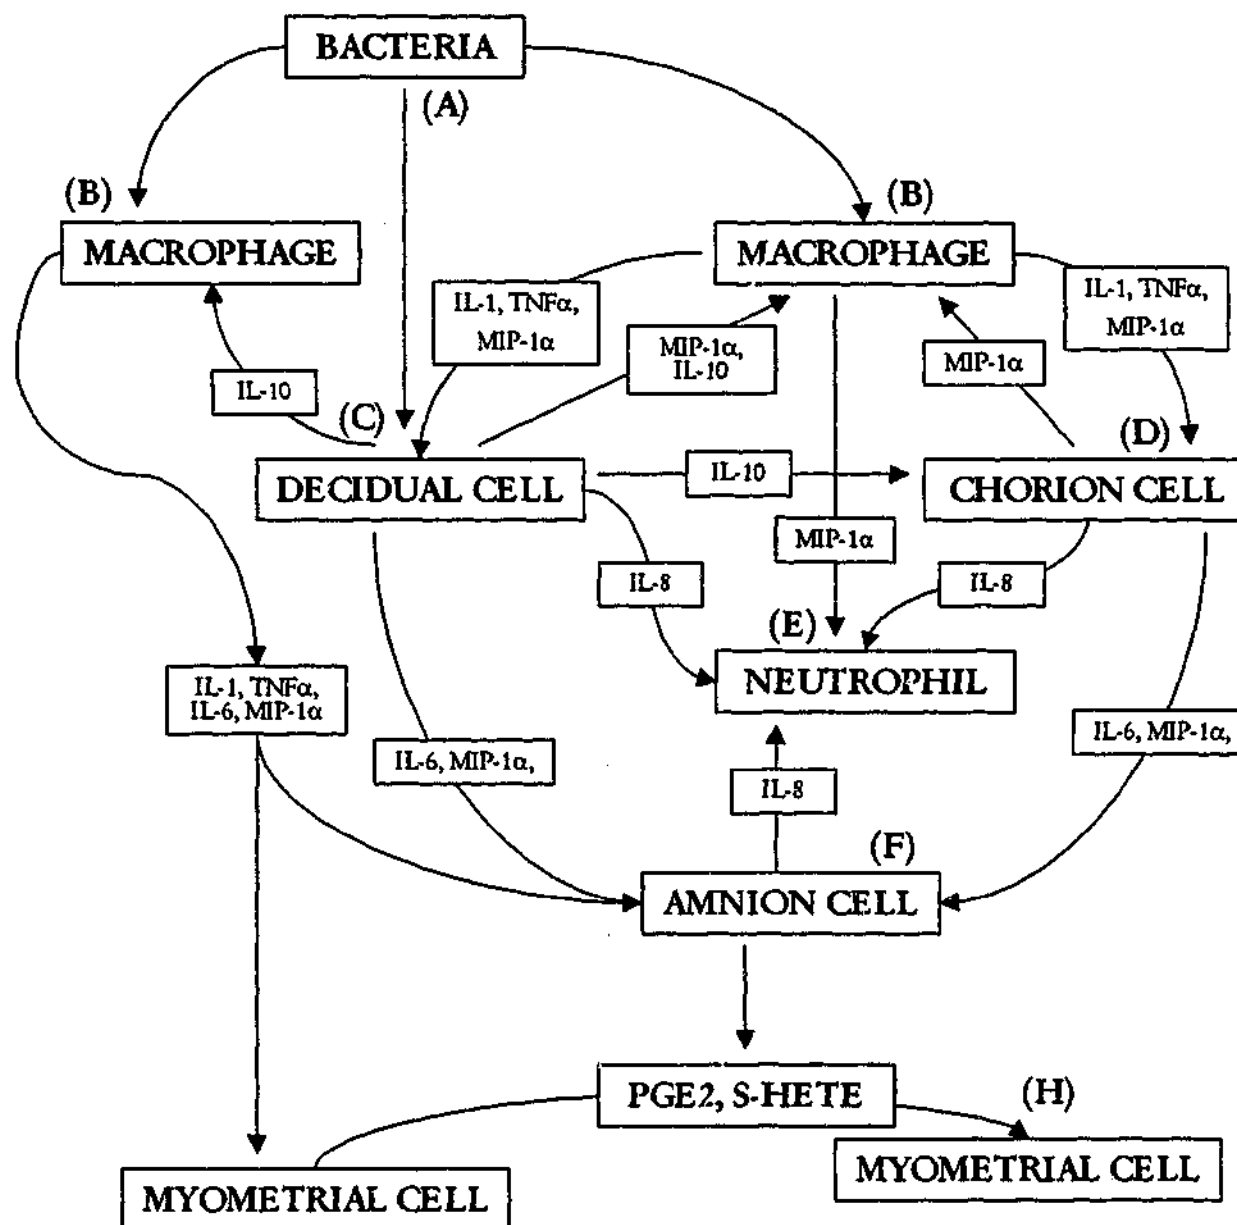 BACTERIA
(A)
(B)
(B)
MACROPHAGE
MACROPHAGE
IL-1, TNFα,
MIP-1α
IL-1, TNFα,
MIP-1α
MIP-1α,
IL-10
MIP-1α
IL-10
(C)
(D)
DECIDUAL CELL
IL-10
CHORION CELL
MIP-1α
IL-8
IL-8
(E)
NEUTROPHIL
IL-1, TNFα,
IL-6, MIP-1α
IL-6, MIP-1α,
IL-6, MIP-1α,
IL-8
(F)
AMNION CELL
PGE2, S-HETE
(H)
MYOMETRIAL CELL
MYOMETRIAL CELL